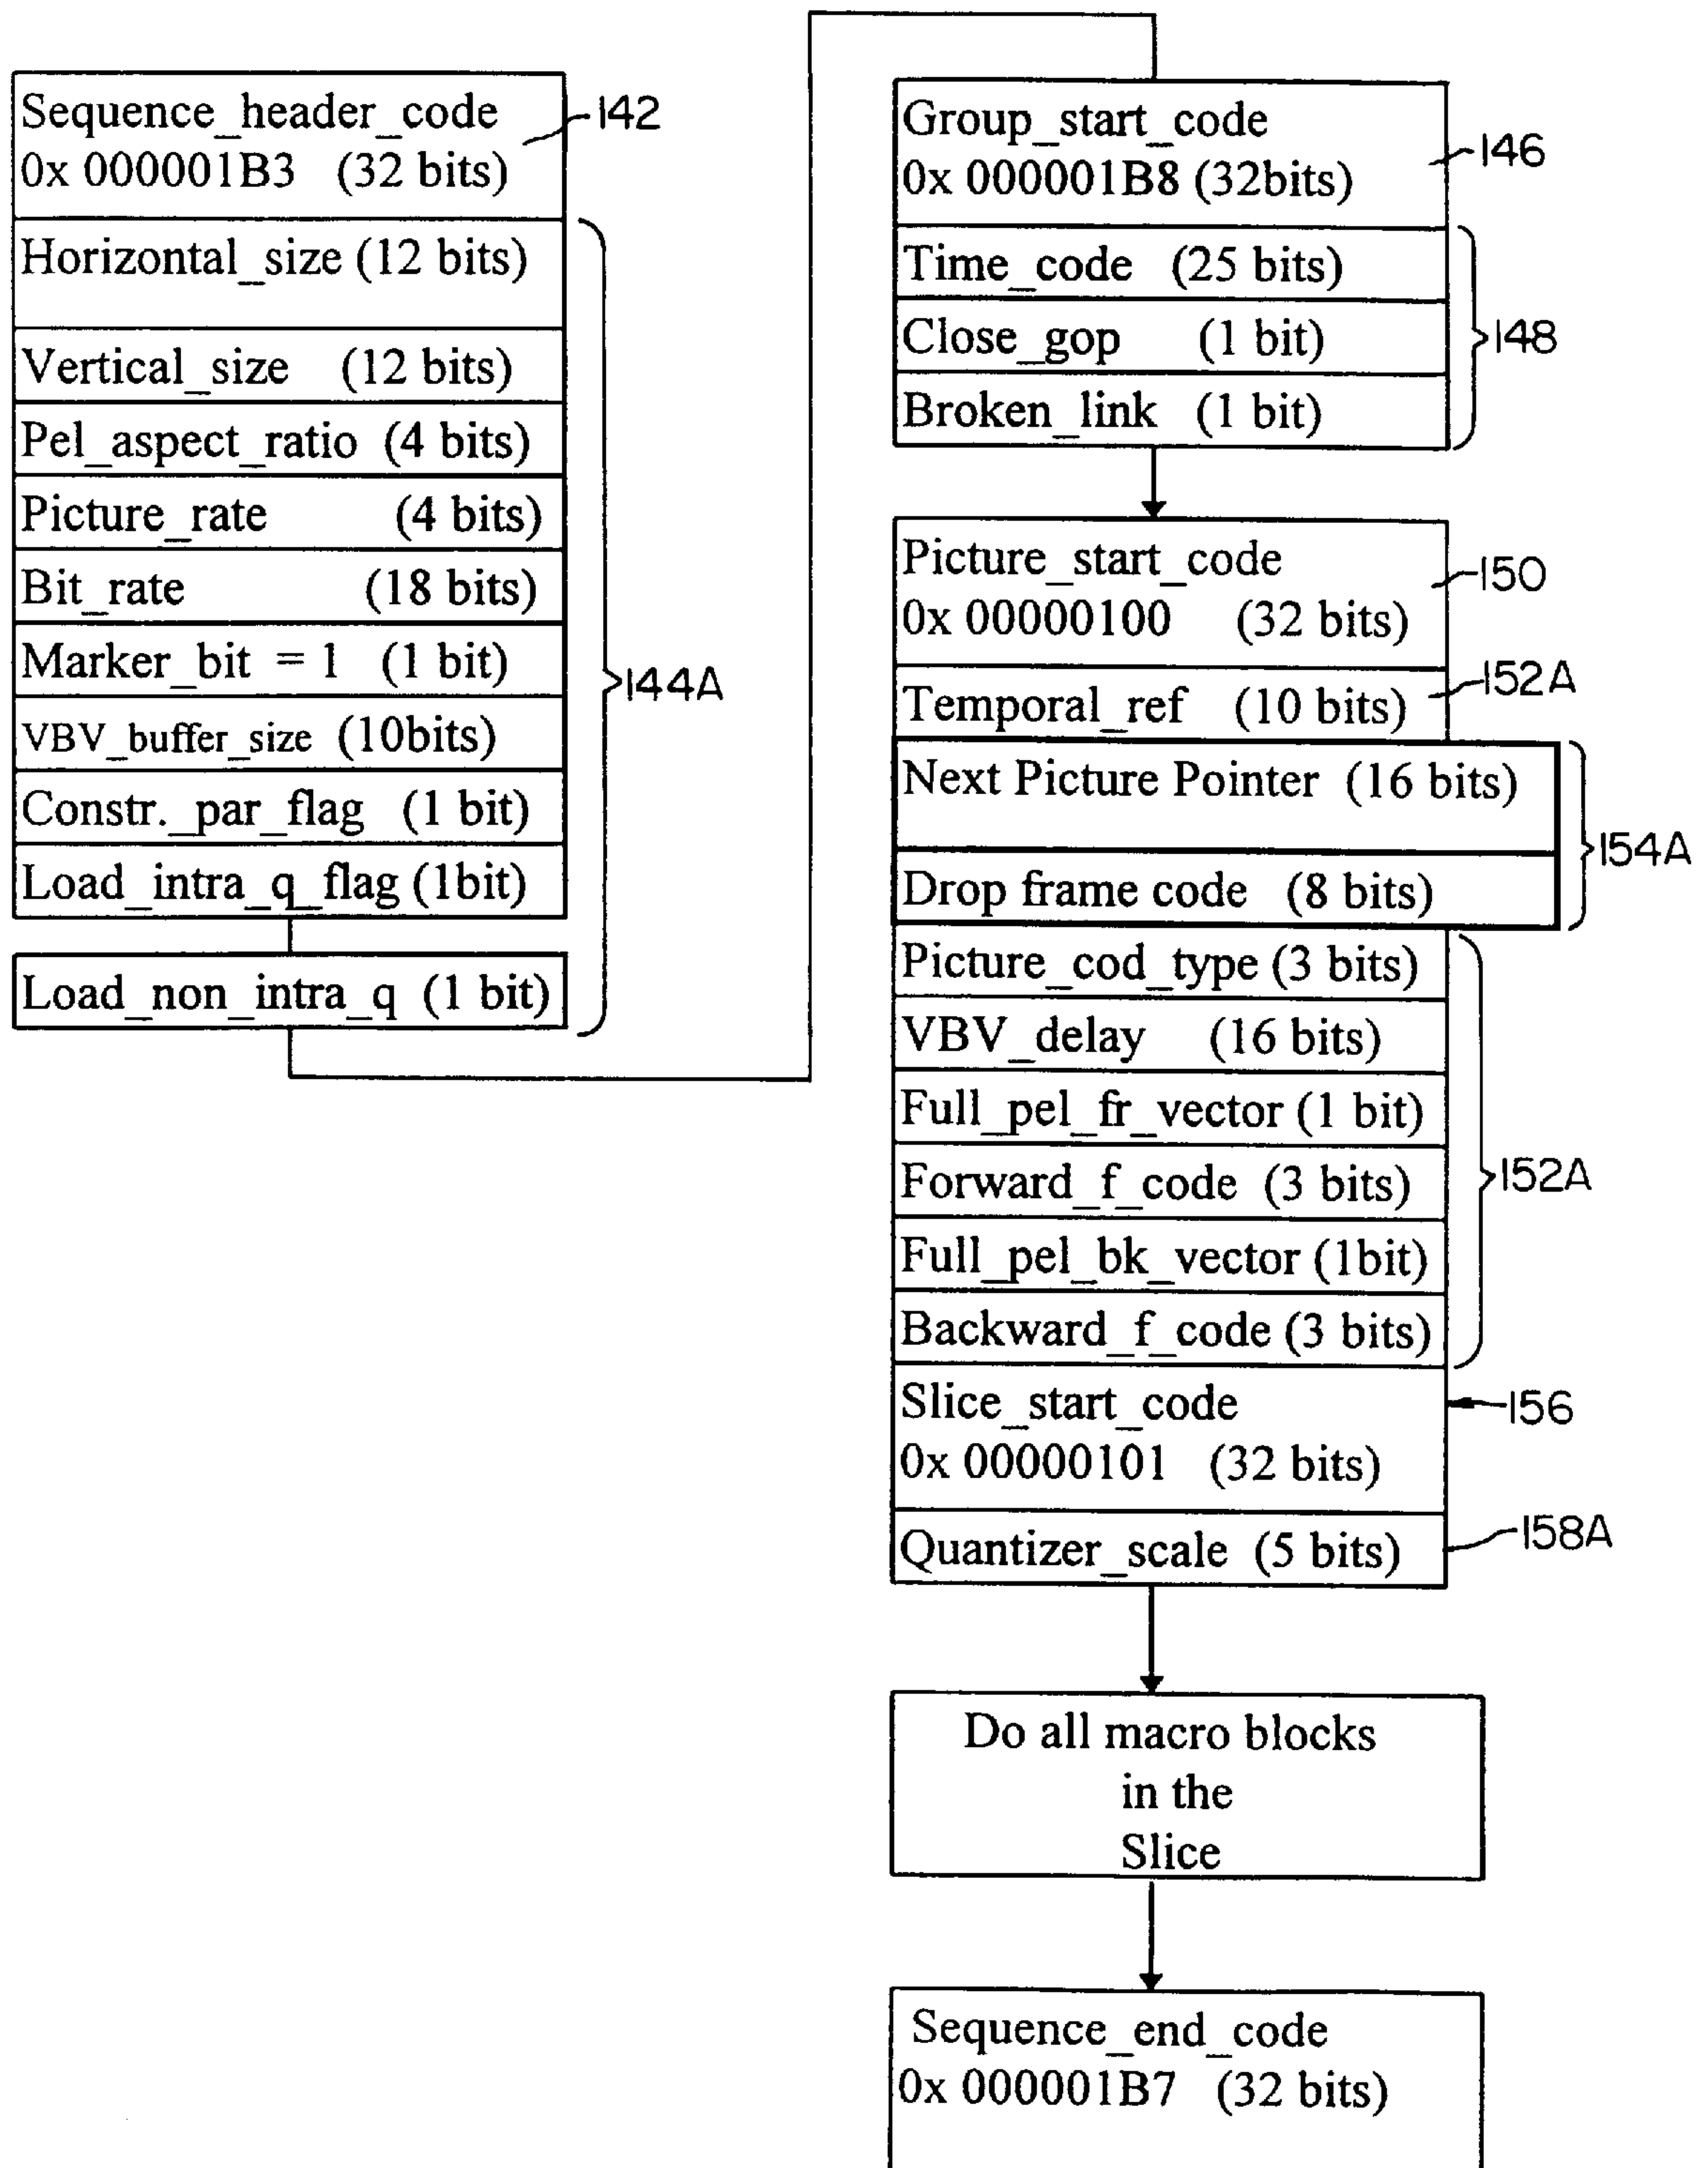 Sequence_header_code
0x 000001B3 (32 bits)
142
Horizontal_size (12 bits)
Vertical_size (12 bits)
Pel_aspect_ratio (4 bits)
Picture_rate (4 bits)
Bit_rate (18 bits)
Marker_bit = 1 (1 bit)
VBV_buffer_size (10bits)
Constr._par_flag (1 bit)
Load_intra_q_flag (1bit)
Load_non_intra_q (1 bit)
144A
Group_start_code
0x 000001B8 (32bits)
146
Time_code (25 bits)
Close_gop (1 bit)
Broken_link (1 bit)
148
Picture_start_code
0x 00000100 (32 bits)
150
Temporal_ref (10 bits)
152A
Next Picture Pointer (16 bits)
Drop frame code (8 bits)
154A
Picture_cod_type (3 bits)
VBV_delay (16 bits)
Full_pel_fr_vector (1 bit)
Forward_f_code (3 bits)
Full_pel_bk_vector (1bit)
Backward_f_code (3 bits)
152A
Slice_start_code
0x 00000101 (32 bits)
156
Quantizer_scale (5 bits)
158A
Do all macro blocks
in the
Slice
Sequence_end_code
0x 000001B7 (32 bits)